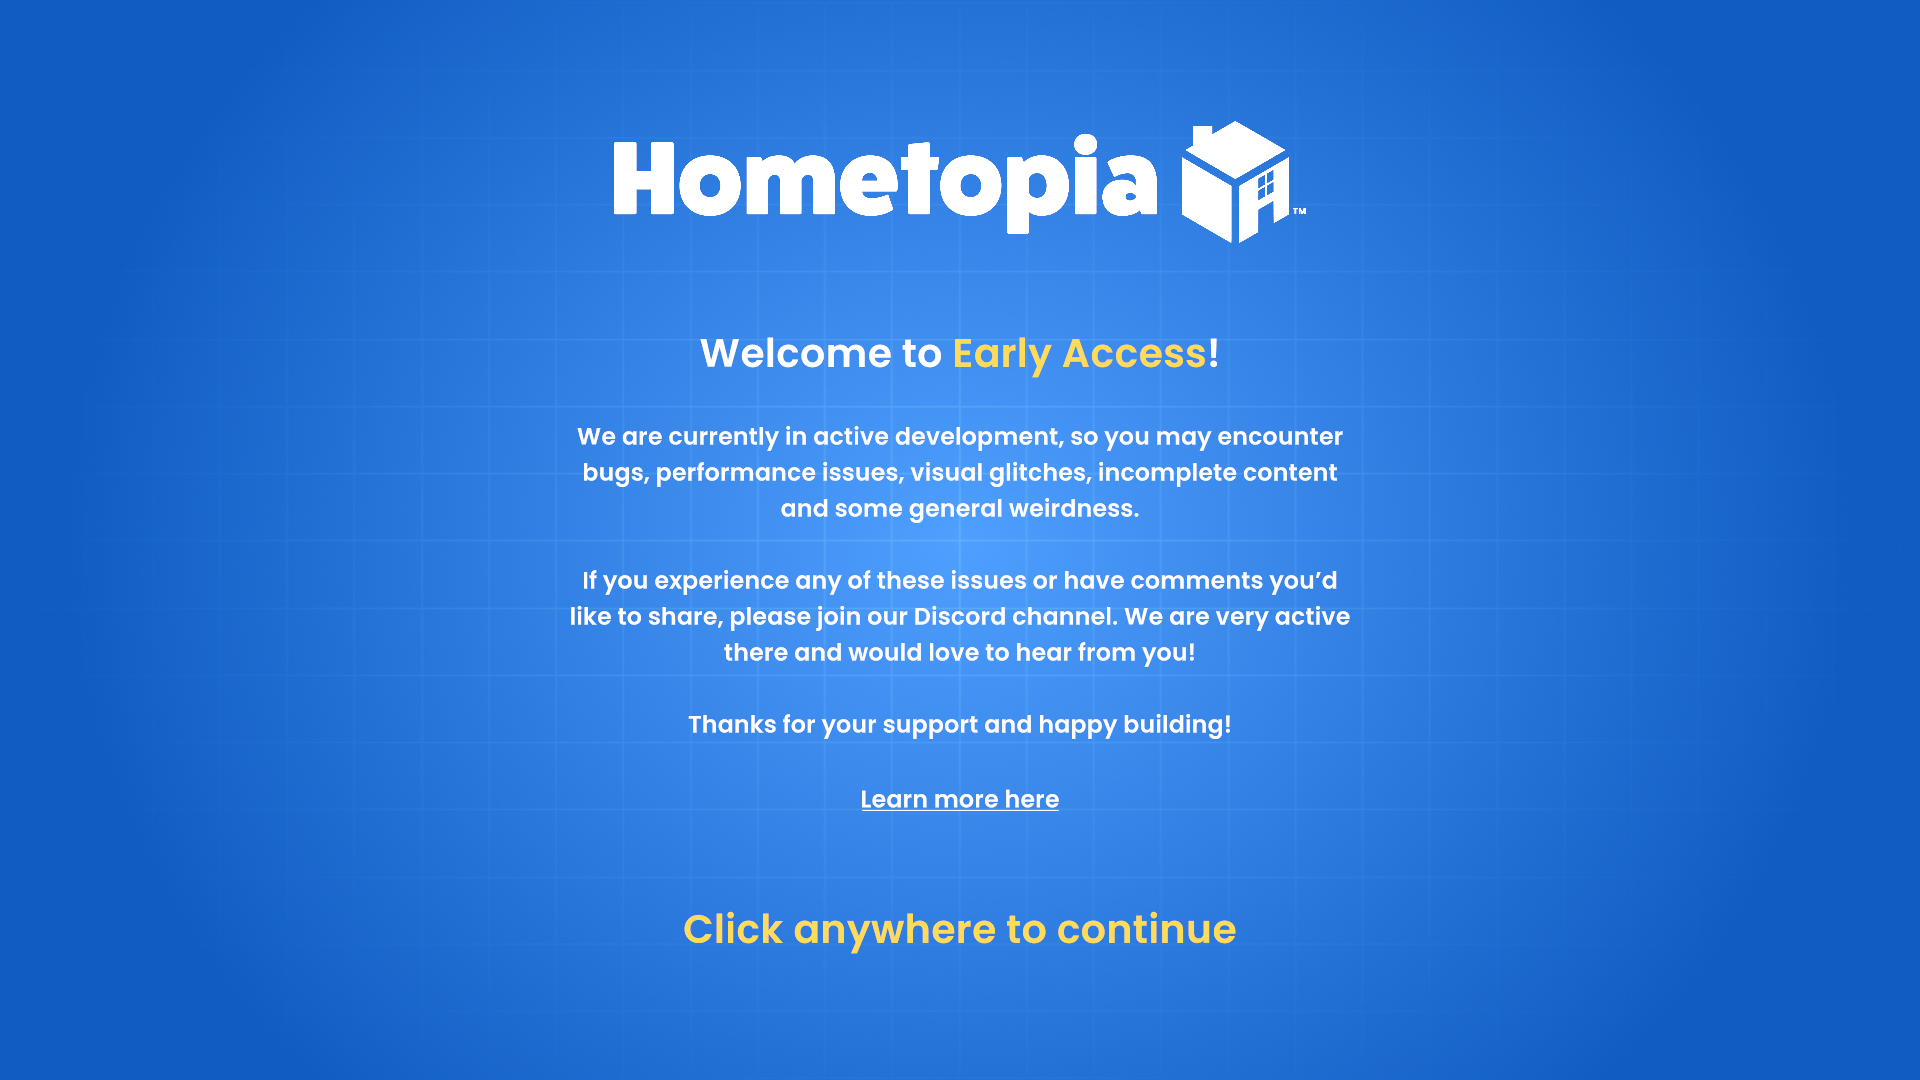 Hometopia ™
Welcome to Early Access!
We are currently in active development, so you may encounter
bugs, performance issues, visual glitches, incomplete content
and some general weirdness.
If you experience any of these issues or have comments you’d
like to share, please join our Discord channel. We are very active
there and would love to hear from you!
Thanks for your support and happy building!
Learn more here
Click anywhere to continue